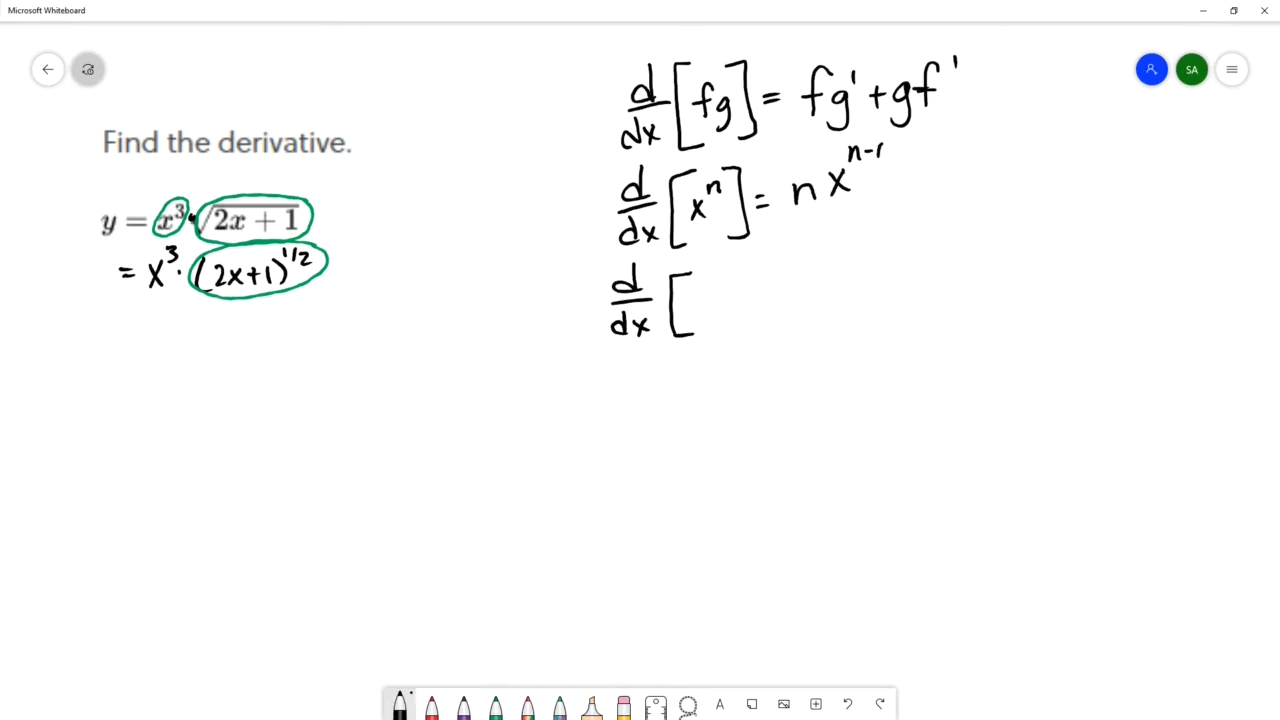 Microsoft Whiteboard
SA
Find the derivative.
y = x³ · √(2x + 1)
= x³ · (2x+1)^1/2
d/dx [fg] = fg' + gf'
d/dx [xⁿ] = n xⁿ⁻¹
d/dx [
A